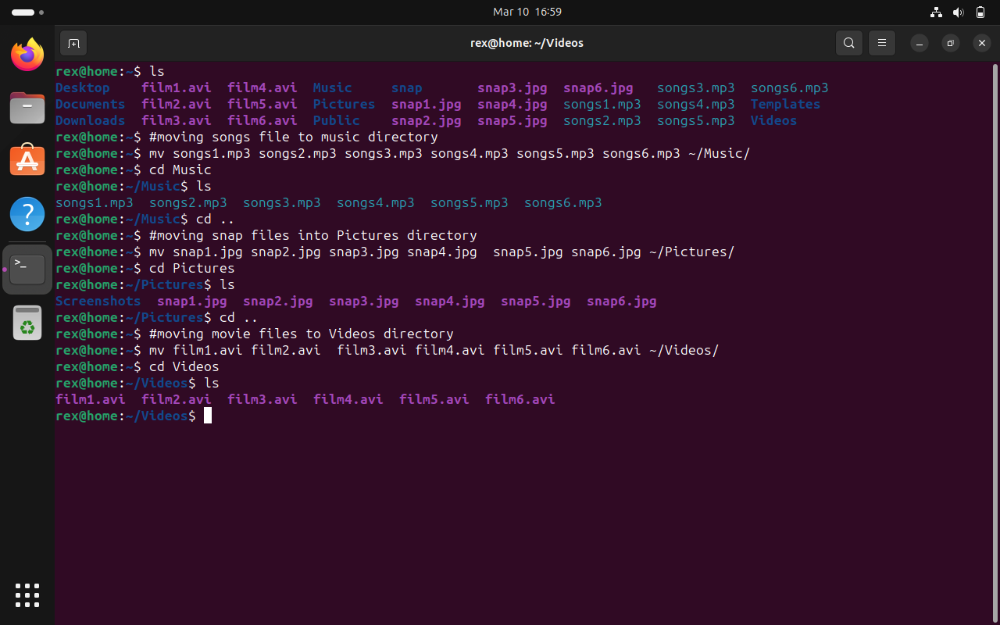 Mar 10 16:59
rex@home: ~/Videos
rex@home:~$ ls
Desktop film1.avi film4.avi Music snap snap3.jpg snap6.jpg songs3.mp3 songs6.mp3
Documents film2.avi film5.avi Pictures snap1.jpg snap4.jpg songs1.mp3 songs4.mp3 Templates
Downloads film3.avi film6.avi Public snap2.jpg snap5.jpg songs2.mp3 songs5.mp3 Videos
rex@home:~$ #moving songs file to music directory
rex@home:~$ mv songs1.mp3 songs2.mp3 songs3.mp3 songs4.mp3 songs5.mp3 songs6.mp3 ~/Music/
rex@home:~$ cd Music
rex@home:~/Music$ ls
songs1.mp3 songs2.mp3 songs3.mp3 songs4.mp3 songs5.mp3 songs6.mp3
rex@home:~/Music$ cd ..
rex@home:~$ #moving snap files into Pictures directory
rex@home:~$ mv snap1.jpg snap2.jpg snap3.jpg snap4.jpg  snap5.jpg snap6.jpg ~/Pictures/
rex@home:~$ cd Pictures
rex@home:~/Pictures$ ls
Screenshots snap1.jpg snap2.jpg snap3.jpg snap4.jpg snap5.jpg snap6.jpg
rex@home:~/Pictures$ cd ..
rex@home:~$ #moving movie files to Videos directory
rex@home:~$ mv film1.avi film2.avi  film3.avi film4.avi film5.avi film6.avi ~/Videos/
rex@home:~$ cd Videos
rex@home:~/Videos$ ls
film1.avi film2.avi film3.avi film4.avi film5.avi film6.avi
rex@home:~/Videos$